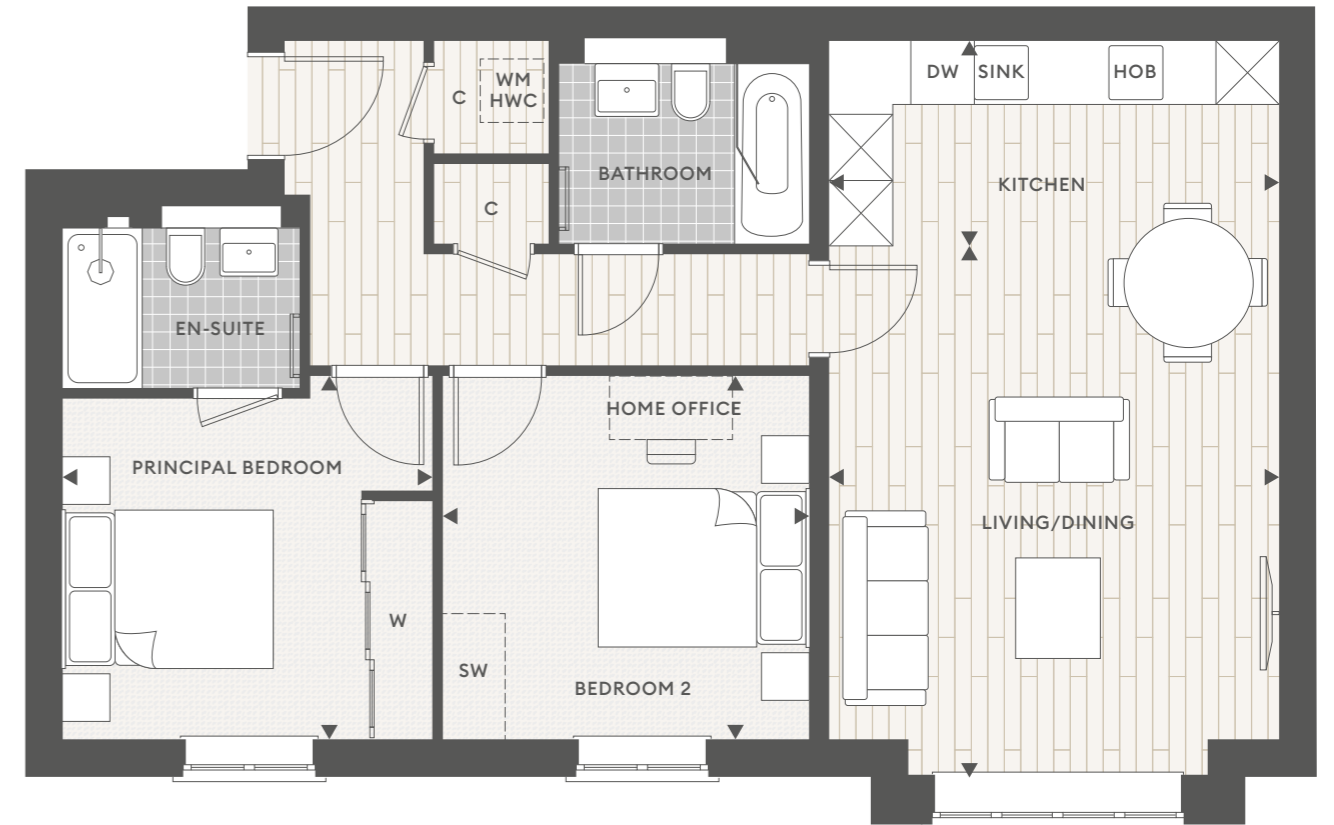 WM
HWC
C
DW
SINK
HOB
BATHROOM
KITCHEN
C
EN-SUITE
HOME OFFICE
PRINCIPAL BEDROOM
LIVING/DINING
W
SW
BEDROOM 2